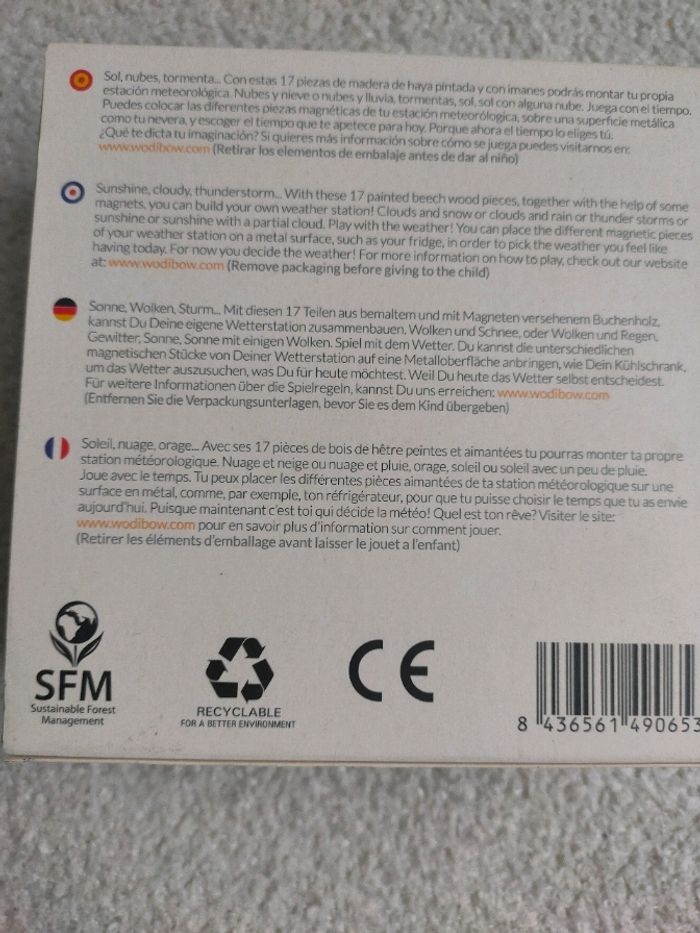 Sol, nubes, tormenta... Con estas 17 piezas de madera de haya pintada y con imanes podrás montar tu propia
estación meteorológica. Nubes y nieve o nubes y lluvia, tormentas, sol, sol con alguna nube. Juega con el tiempo.
Puedes colocar las diferentes piezas magnéticas de tu estación meteorológica, sobre una superficie metálica
como tu nevera, y escoger el tiempo que te apetece para hoy. Porque ahora el tiempo lo eliges tú.
¿Qué te dicta tu imaginación? Si quieres más información sobre cómo se juega puedes visitarnos en:
www.wodibow.com (Retirar los elementos de embalaje antes de dar al niño)
Sunshine, cloudy, thunderstorm... With these 17 painted beech wood pieces, together with the help of some
magnets, you can build your own weather station! Clouds and snow or clouds and rain or thunder storms or
sunshine or sunshine with a partial cloud. Play with the weather! You can place the different magnetic pieces
of your weather station on a metal surface, such as your fridge, in order to pick the weather you feel like
having today. For now you decide the weather! For more information on how to play, check out our website
at: www.wodibow.com (Remove packaging before giving to the child)
Sonne, Wolken, Sturm... Mit diesen 17 Teilen aus bemaltem und mit Magneten versehenem Buchenholz,
kannst Du Deine eigene Wetterstation zusammenbauen. Wolken und Schnee, oder Wolken und Regen,
Gewitter, Sonne, Sonne mit einigen Wolken. Spiel mit dem Wetter. Du kannst die unterschiedlichen
magnetischen Stücke von Deiner Wetterstation auf eine Metalloberfläche anbringen, wie Dein Kühlschrank,
um das Wetter auszusuchen, was Du für heute möchtest. Weil Du heute das Wetter selbst entscheidest.
Für weitere Informationen über die Spielregeln, kannst Du uns erreichen: www.wodibow.com
(Entfernen Sie die Verpackungsunterlagen, bevor Sie es dem Kind übergeben)
Soleil, nuage, orage... Avec ses 17 pièces de bois de hêtre peintes et aimantées tu pourras monter ta propre
station météorologique. Nuage et neige ou nuage et pluie, orage, soleil ou soleil avec un peu de pluie.
Joue avec le temps. Tu peux placer les différentes pièces aimantées de ta station météorologique sur une
surface en métal, comme, par exemple, ton réfrigérateur, pour que tu puisse choisir le temps que tu as envie
aujourd'hui. Puisque maintenant c'est toi qui décide la météo! Quel est ton rêve? Visiter le site:
www.wodibow.com pour en savoir plus d'information sur comment jouer.
(Retirer les éléments d'emballage avant laisser le jouet a l'enfant)
SFM
Sustainable Forest
Management
RECYCLABLE
FOR A BETTER ENVIRONMENT
CE
8 436561 490653